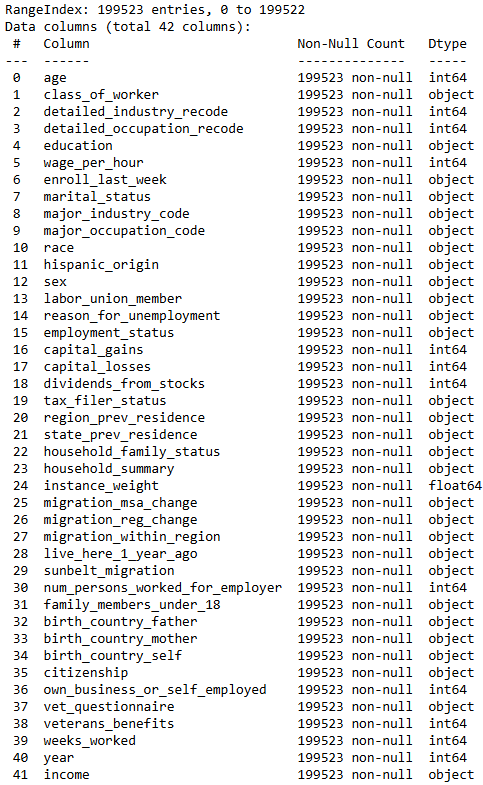 RangeIndex: 199523 entries, 0 to 199522
Data columns (total 42 columns):
 #   Column                          Non-Null Count   Dtype
---  ------                          --------------   -----
 0   age                             199523 non-null  int64
 1   class_of_worker                 199523 non-null  object
 2   detailed_industry_recode        199523 non-null  int64
 3   detailed_occupation_recode      199523 non-null  int64
 4   education                       199523 non-null  object
 5   wage_per_hour                   199523 non-null  int64
 6   enroll_last_week                199523 non-null  object
 7   marital_status                  199523 non-null  object
 8   major_industry_code             199523 non-null  object
 9   major_occupation_code           199523 non-null  object
 10  race                            199523 non-null  object
 11  hispanic_origin                 199523 non-null  object
 12  sex                             199523 non-null  object
 13  labor_union_member              199523 non-null  object
 14  reason_for_unemployment         199523 non-null  object
 15  employment_status               199523 non-null  object
 16  capital_gains                   199523 non-null  int64
 17  capital_losses                  199523 non-null  int64
 18  dividends_from_stocks           199523 non-null  int64
 19  tax_filer_status                199523 non-null  object
 20  region_prev_residence           199523 non-null  object
 21  state_prev_residence            199523 non-null  object
 22  household_family_status         199523 non-null  object
 23  household_summary               199523 non-null  object
 24  instance_weight                 199523 non-null  float64
 25  migration_msa_change            199523 non-null  object
 26  migration_reg_change            199523 non-null  object
 27  migration_within_region         199523 non-null  object
 28  live_here_1_year_ago            199523 non-null  object
 29  sunbelt_migration               199523 non-null  object
 30  num_persons_worked_for_employer 199523 non-null  int64
 31  family_members_under_18         199523 non-null  object
 32  birth_country_father            199523 non-null  object
 33  birth_country_mother            199523 non-null  object
 34  birth_country_self              199523 non-null  object
 35  citizenship                     199523 non-null  object
 36  own_business_or_self_employed   199523 non-null  int64
 37  vet_questionnaire               199523 non-null  object
 38  veterans_benefits               199523 non-null  int64
 39  weeks_worked                    199523 non-null  int64
 40  year                            199523 non-null  int64
 41  income                          199523 non-null  object